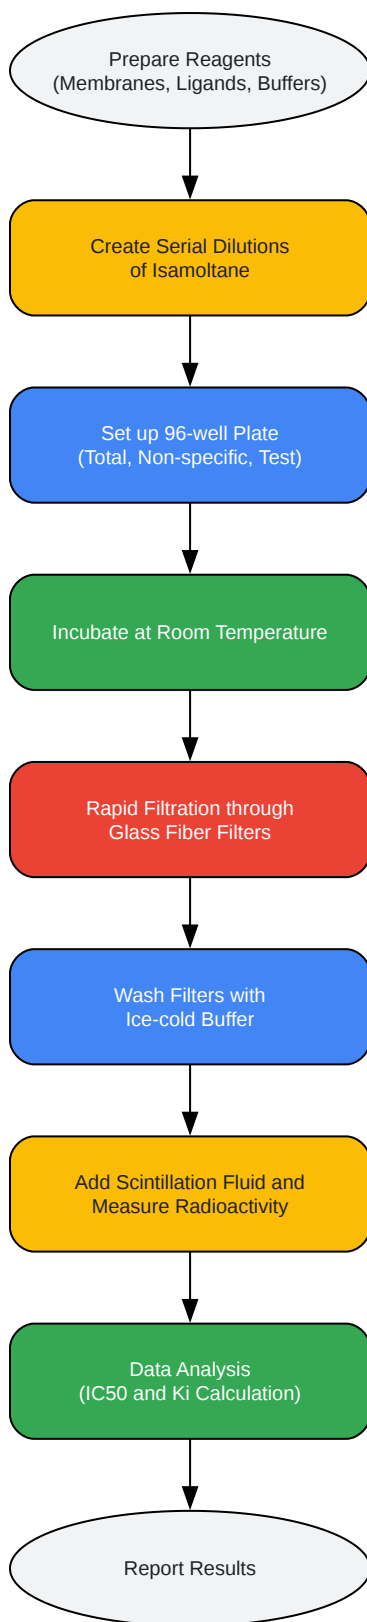 Prepare Reagents
(Membranes, Ligands, Buffers)
Create Serial Dilutions
of Isamoltane
Set up 96-well Plate
(Total, Non-specific, Test)
Incubate at Room Temperature
Rapid Filtration through
Glass Fiber Filters
Wash Filters with
Ice-cold Buffer
Add Scintillation Fluid and
Measure Radioactivity
Data Analysis
(IC50 and Ki Calculation)
Report Results